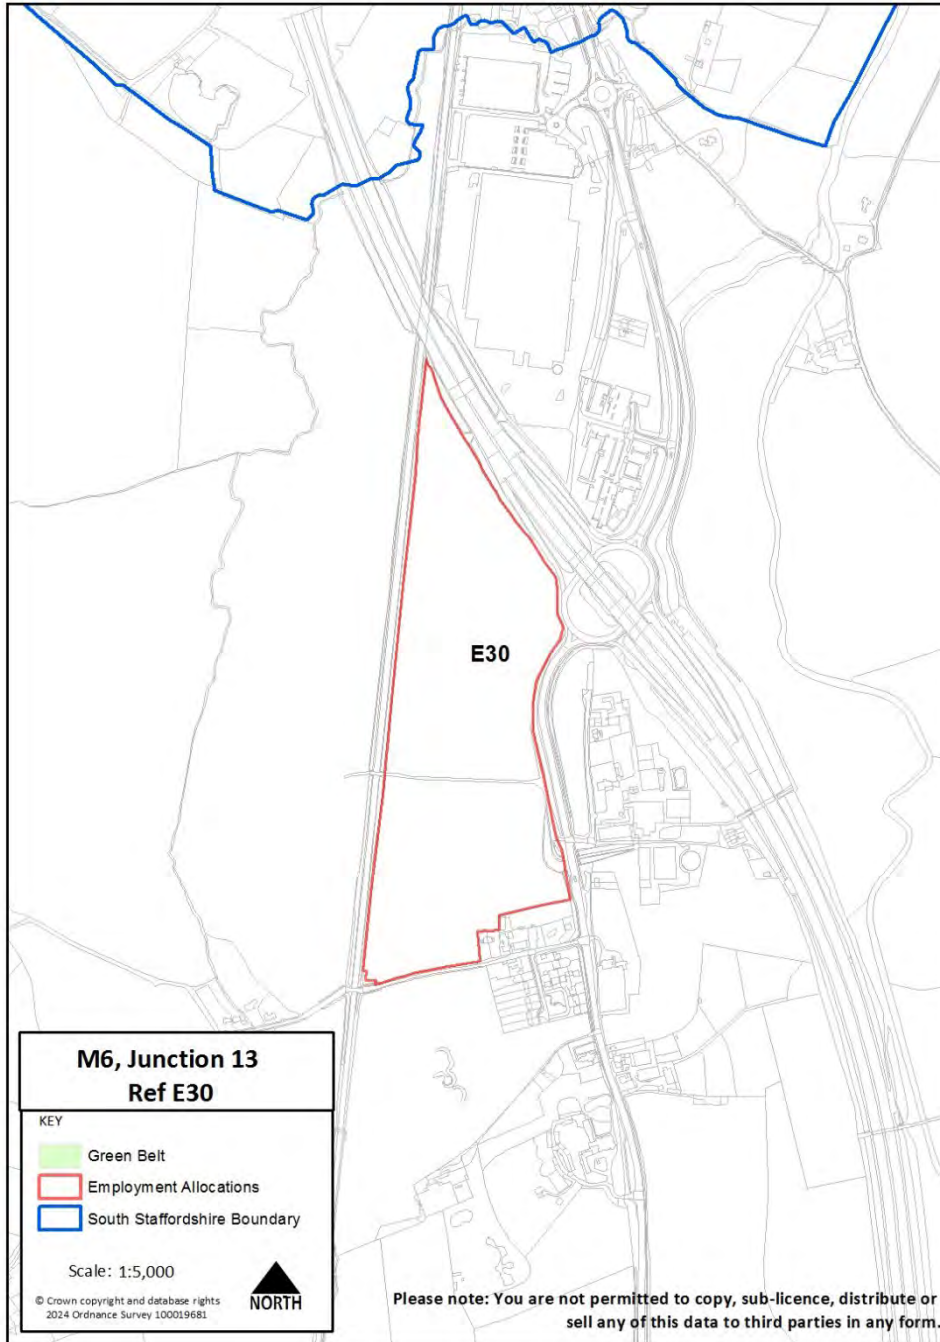 E30
M6, Junction 13
Ref E30
KEY
Green Belt
Employment Allocations
South Staffordshire Boundary
Scale: 1:5,000
© Crown copyright and database rights
2024 Ordnance Survey 100019681
NORTH
Please note: You are not permitted to copy, sub-licence, distribute or
sell any of this data to third parties in any form.